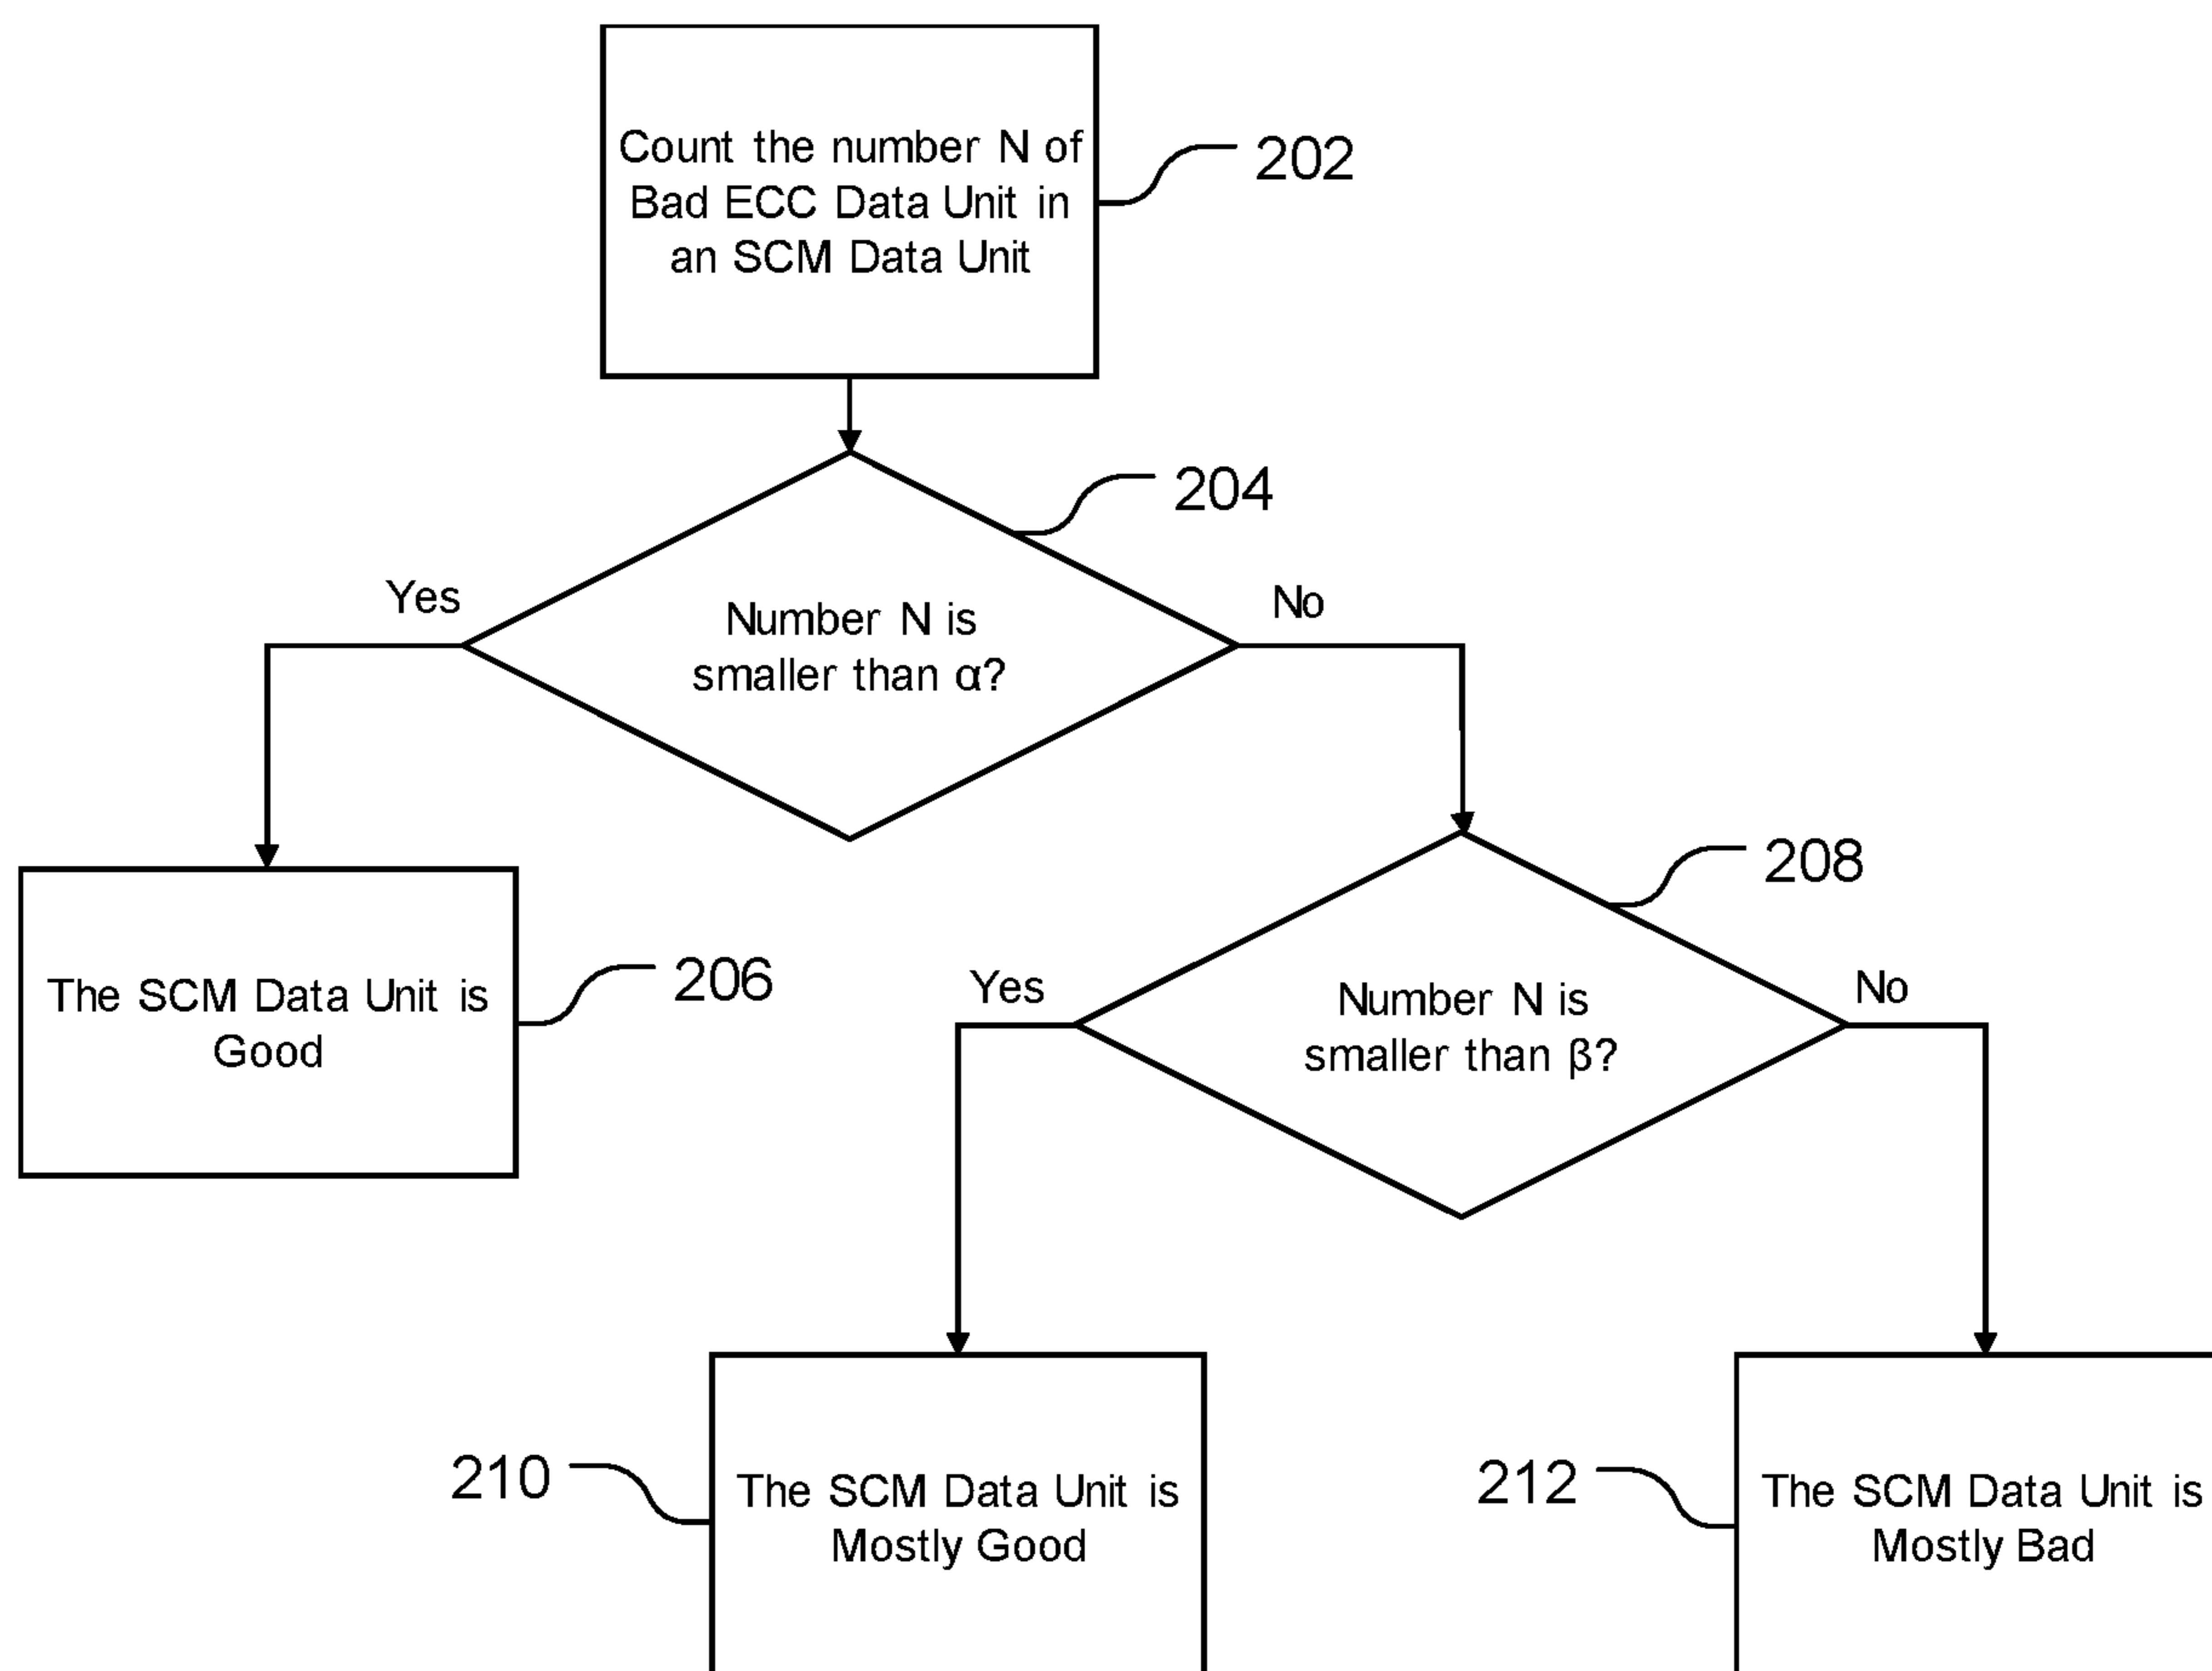 Count the number N of
Bad ECC Data Unit in
an SCM Data Unit
202
204
Yes
No
Number N is
smaller than α?
208
The SCM Data Unit is
Good
206
Yes
No
Number N is
smaller than β?
210
The SCM Data Unit is
Mostly Good
212
The SCM Data Unit is
Mostly Bad